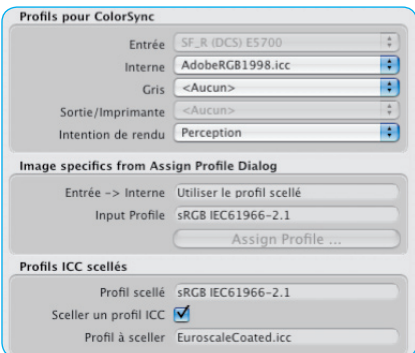 Profils pour ColorSync
Entrée SF_R (DCS) E5700
Interne AdobeRGB1998.icc
Gris <Aucun>
Sortie/Imprimante <Aucun>
Intention de rendu Perception
Image specifics from Assign Profile Dialog
Entrée -> Interne Utiliser le profil scellé
Input Profile sRGB IEC61966-2.1
Assign Profile ...
Profils ICC scellés
Profil scellé sRGB IEC61966-2.1
Sceller un profil ICC
Profil à sceller EuroscaleCoated.icc